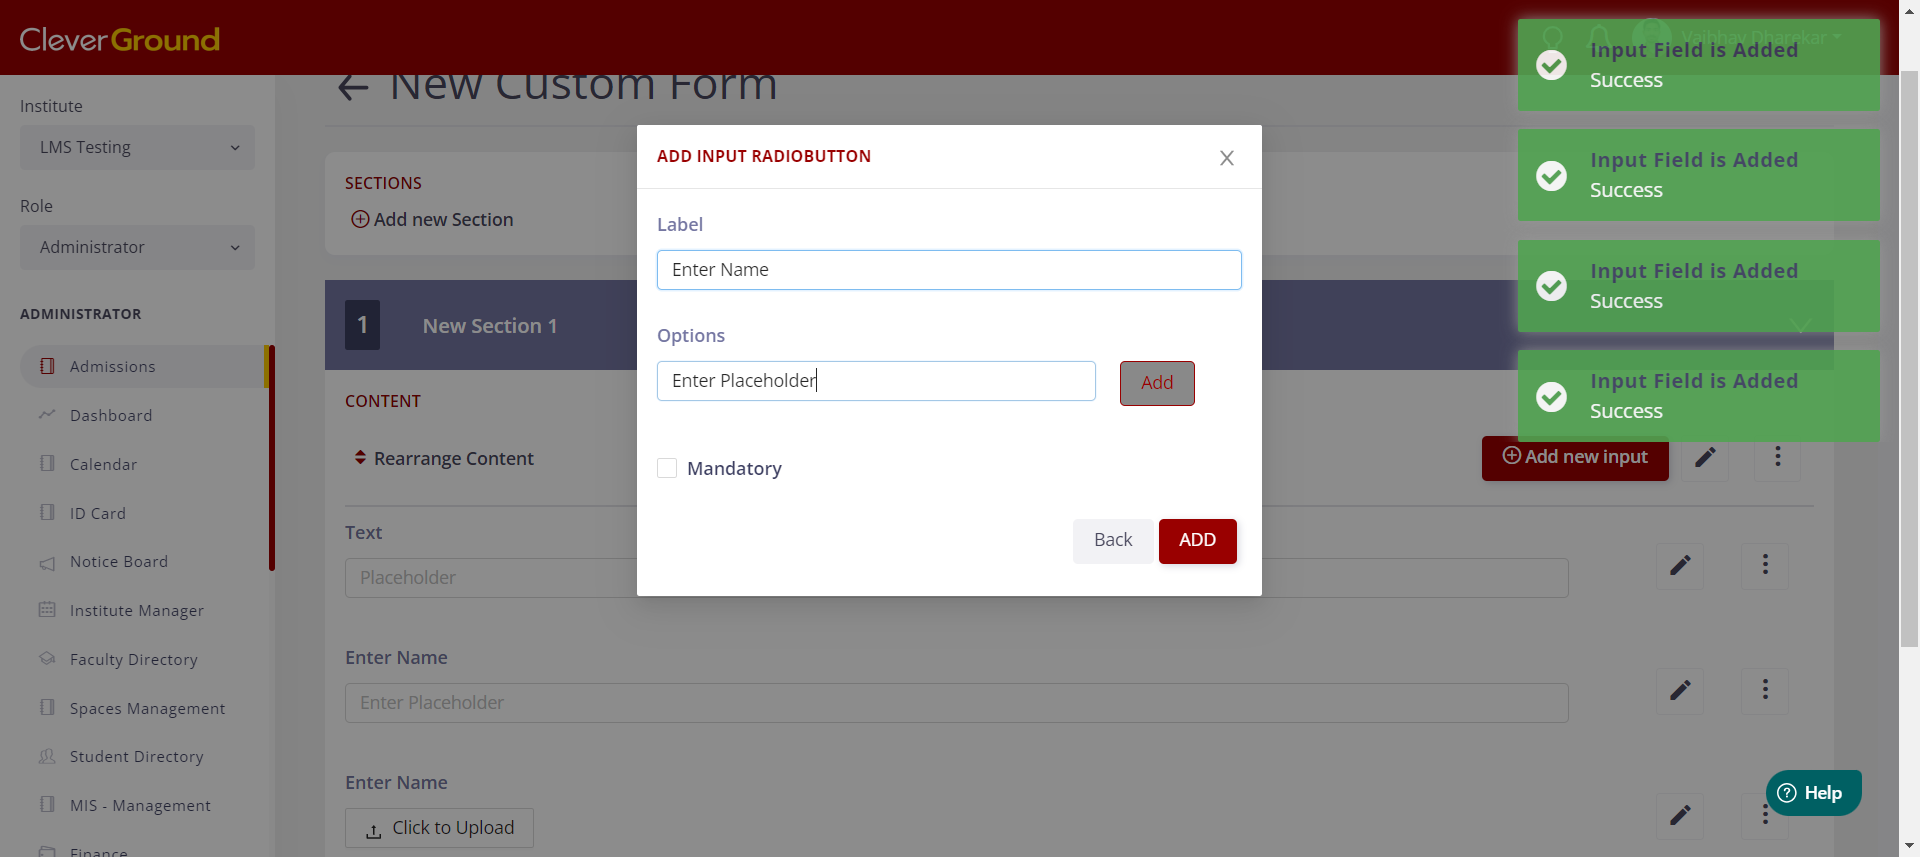 CleverGround
Vaibhav Dharekar
Institute
LMS Testing
Role
Administrator
ADMINISTRATOR
Admissions
Dashboard
Calendar
ID Card
Notice Board
Institute Manager
Faculty Directory
Spaces Management
Student Directory
MIS - Management
Finance
New Custom Form
SECTIONS
Add new Section
1 New Section 1
CONTENT
Rearrange Content
Add new input
Text
Placeholder
Enter Name
Enter Placeholder
Enter Name
Click to Upload
ADD INPUT RADIOBUTTON
Label
Enter Name
Options
Enter Placeholder
Add
Mandatory
Back
ADD
Input Field is Added
Success
Input Field is Added
Success
Input Field is Added
Success
Input Field is Added
Success
Help